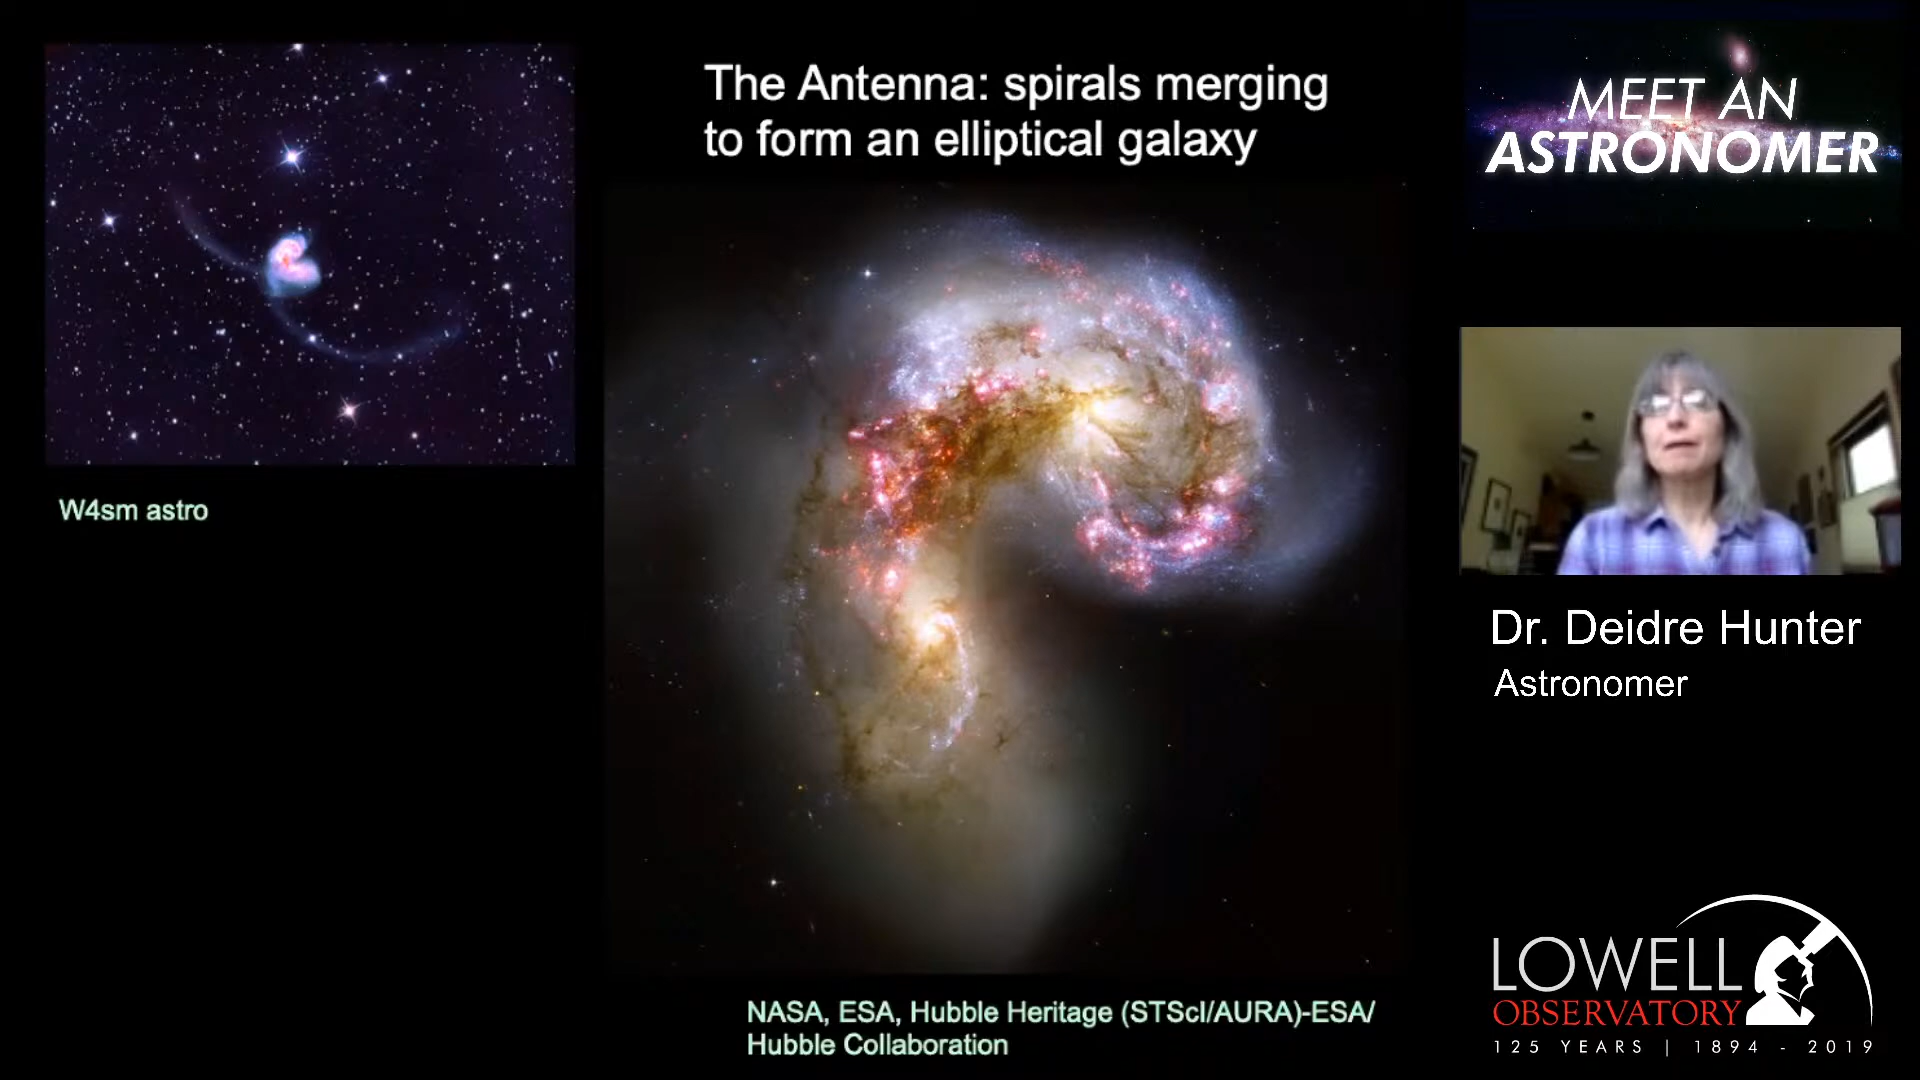 The Antenna: spirals merging
to form an elliptical galaxy
W4sm astro
NASA, ESA, Hubble Heritage (STScI/AURA)-ESA/
Hubble Collaboration
MEET AN
ASTRONOMER
Dr. Deidre Hunter
Astronomer
LOWELL
OBSERVATORY
125 YEARS | 1894 - 2019